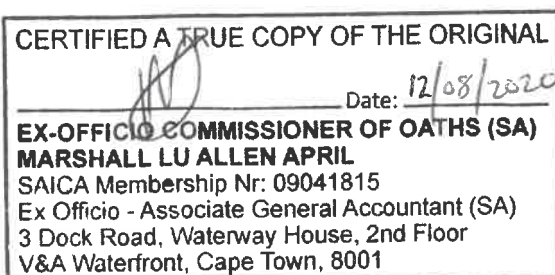 CERTIFIED A TRUE COPY OF THE ORIGINAL
Date: 12/08/2020
EX-OFFICIO COMMISSIONER OF OATHS (SA)
MARSHALL LU ALLEN APRIL
SAICA Membership Nr: 09041815
Ex Officio - Associate General Accountant (SA)
3 Dock Road, Waterway House, 2nd Floor
V&A Waterfront, Cape Town, 8001